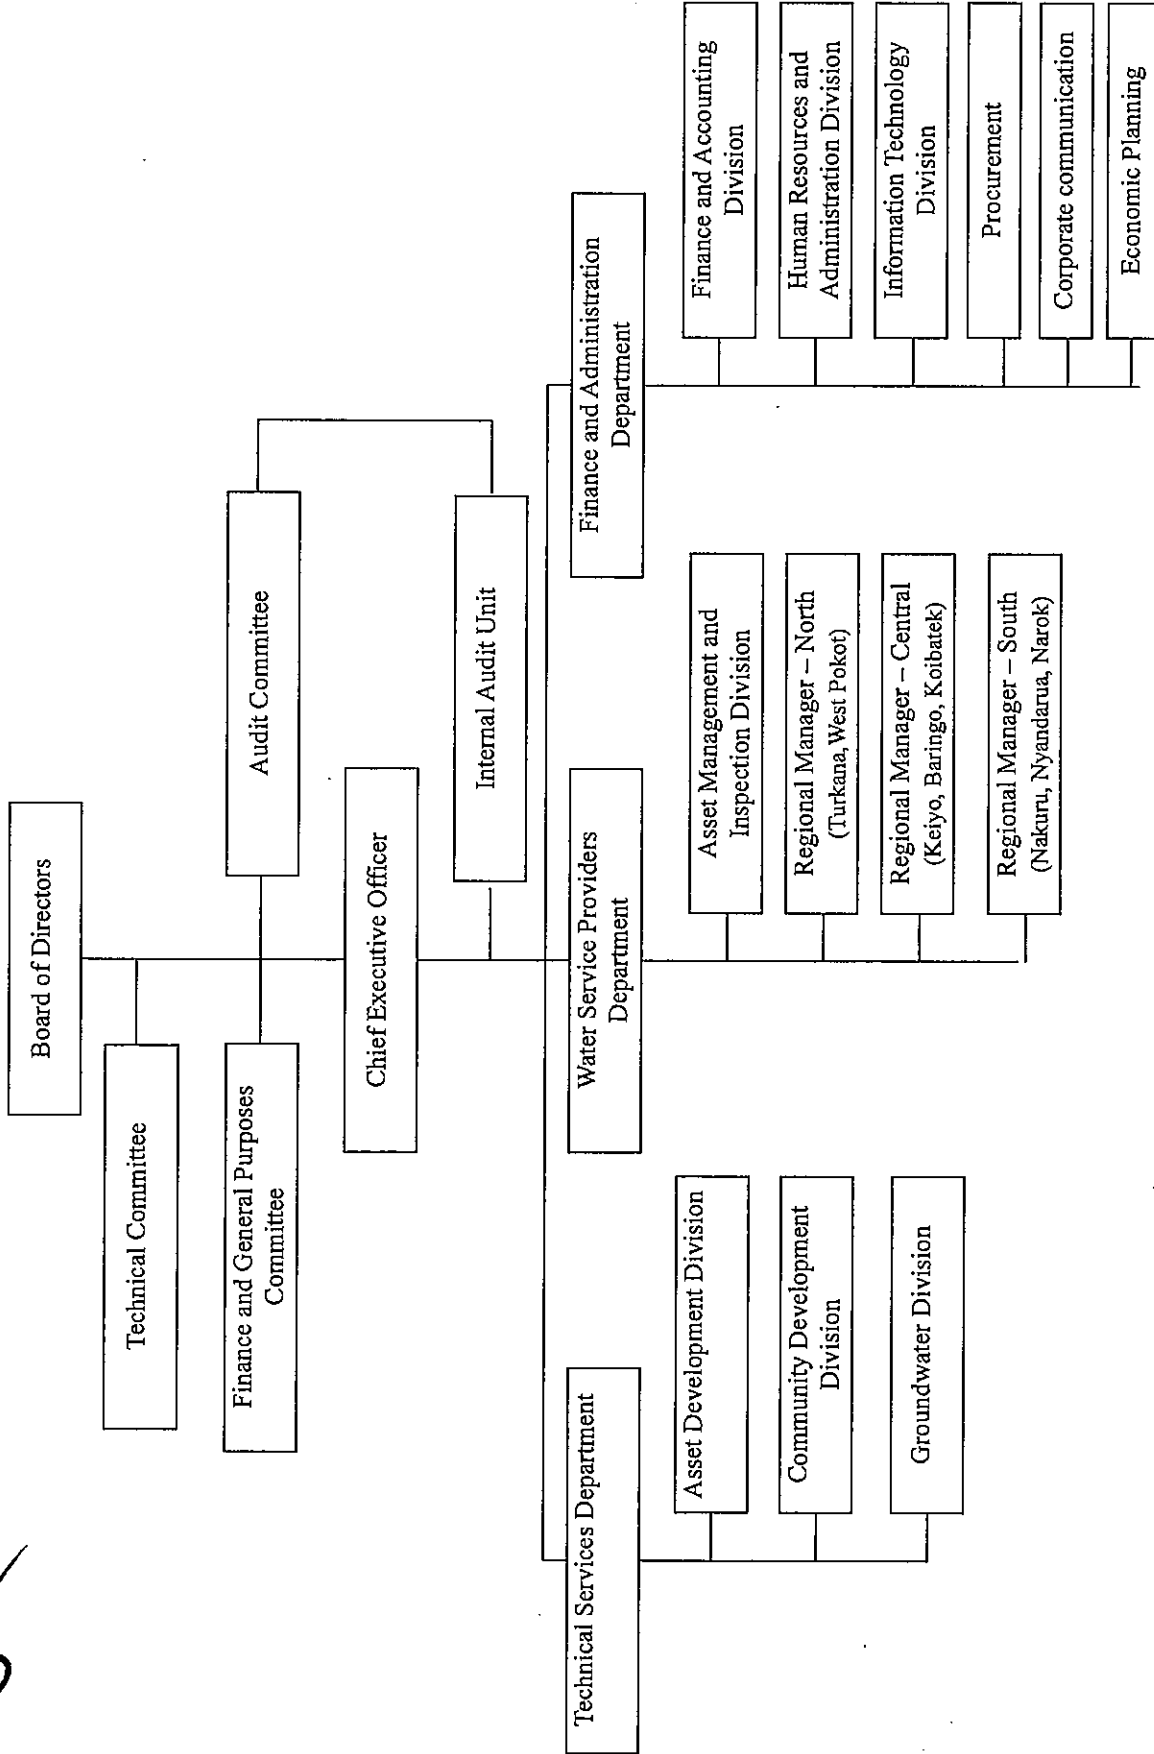 Board of Directors
Technical Committee
Finance and General Purposes
Committee
Audit Committee
Chief Executive Officer
Internal Audit Unit
Technical Services Department
Asset Development Division
Community Development
Division
Groundwater Division
Water Service Providers
Department
Asset Management and
Inspection Division
Regional Manager – North
(Turkana, West Pokot)
Regional Manager – Central
(Keiyo, Baringo, Koibatek)
Regional Manager – South
(Nakuru, Nyandarua, Narok)
Finance and Administration
Department
Finance and Accounting
Division
Human Resources and
Administration Division
Information Technology
Division
Procurement
Corporate communication
Economic Planning